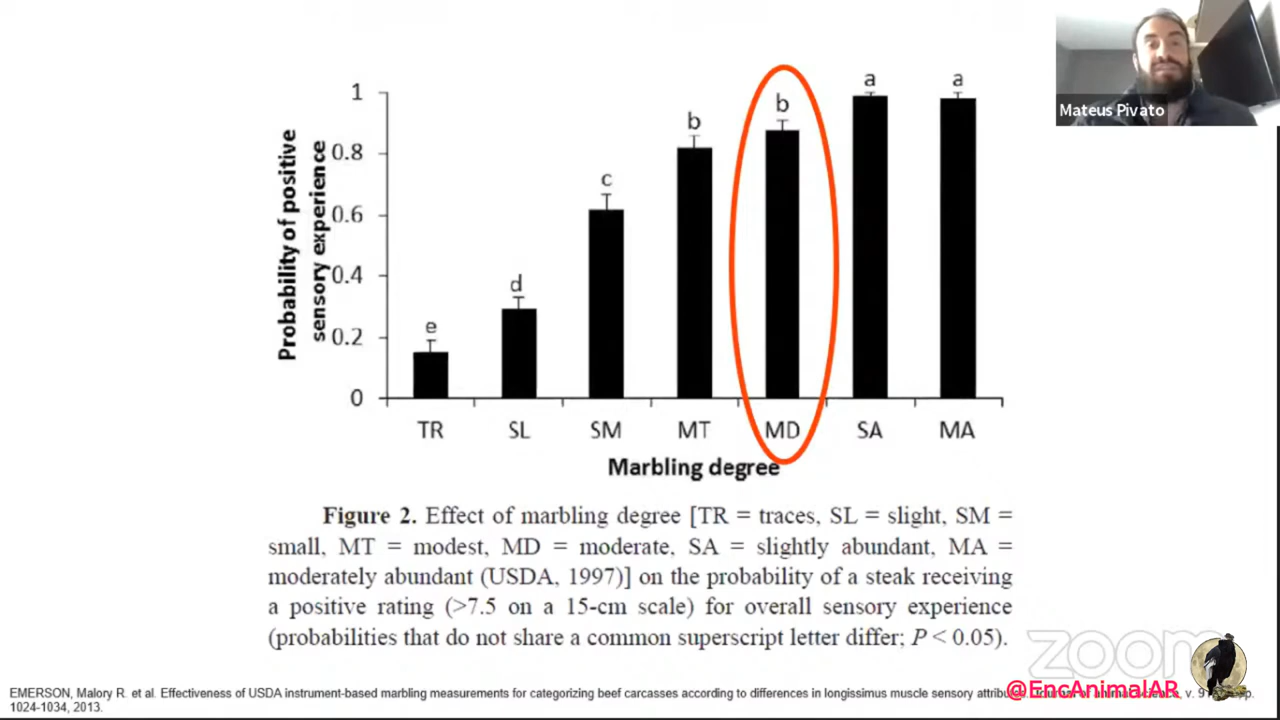 Mateus Pivato
Probability of positive
sensory experience
1
0.8
0.6
0.4
0.2
0
e
d
c
b
b
a
a
TR SL SM MT MD SA MA
Marbling degree
Figure 2. Effect of marbling degree [TR = traces, SL = slight, SM =
small, MT = modest, MD = moderate, SA = slightly abundant, MA =
moderately abundant (USDA, 1997)] on the probability of a steak receiving
a positive rating (>7.5 on a 15-cm scale) for overall sensory experience
(probabilities that do not share a common superscript letter differ; P < 0.05).
zoom
@EncAnimalAR
EMERSON, Malory R. et al. Effectiveness of USDA instrument-based marbling measurements for categorizing beef carcasses according to differences in longissimus muscle sensory
1024-1034, 2013.